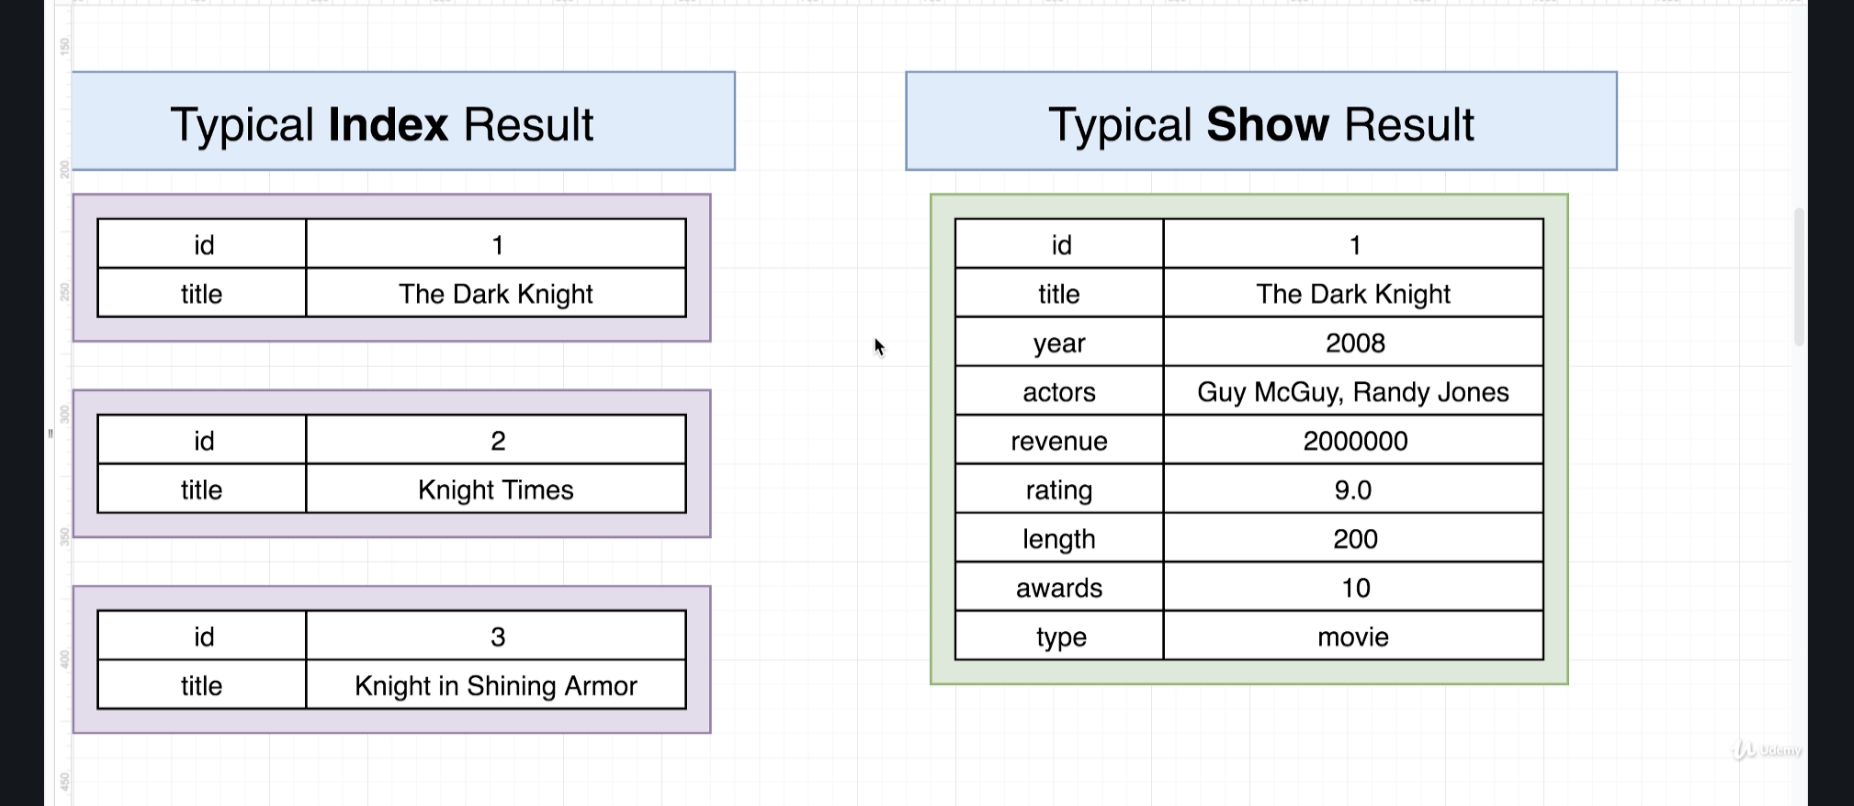 Typical Index Result
id 1
title The Dark Knight
id 2
title Knight Times
id 3
title Knight in Shining Armor
Typical Show Result
id 1
title The Dark Knight
year 2008
actors Guy McGuy, Randy Jones
revenue 2000000
rating 9.0
length 200
awards 10
type movie
150
200
250
300
350
400
450
Udemy